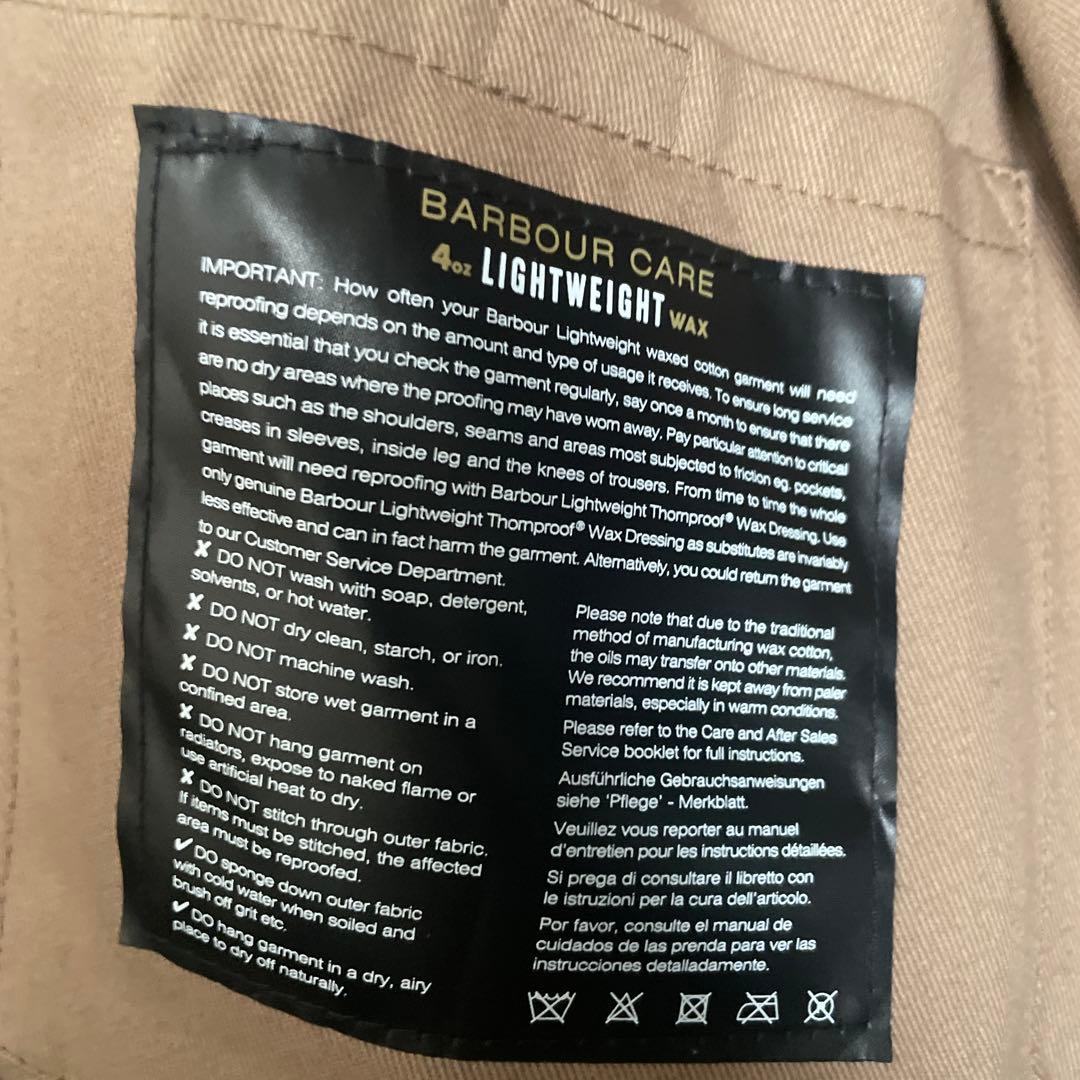 BARBOUR CARE
4oz LIGHTWEIGHT WAX
IMPORTANT: How often your Barbour Lightweight waxed cotton garment will need
reproofing depends on the amount and type of usage it receives. To ensure long service
it is essential that you check the garment regularly, say once a month to ensure that there
are no dry areas where the proofing may have worn away. Pay particular attention to critical
places such as the shoulders, seams and areas most subjected to friction eg. pockets,
creases in sleeves, inside leg and the knees of trousers. From time to time the whole
garment will need reproofing with Barbour Lightweight Thornproof® Wax Dressing. Use
only genuine Barbour Lightweight Thornproof® Wax Dressing as substitutes are invariably
less effective and can in fact harm the garment. Alternatively, you could return the garment
to our Customer Service Department.
✘ DO NOT wash with soap, detergent,
solvents, or hot water.
✘ DO NOT dry clean, starch, or iron.
✘ DO NOT machine wash.
✘ DO NOT store wet garment in a
confined area.
✘ DO NOT hang garment on
radiators, expose to naked flame or
use artificial heat to dry.
✘ DO NOT stitch through outer fabric.
If items must be stitched, the affected
area must be reproofed.
✔ DO sponge down outer fabric
with cold water when soiled and
brush off grit etc.
✔ DO hang garment in a dry, airy
place to dry off naturally.
Please note that due to the traditional
method of manufacturing wax cotton,
the oils may transfer onto other materials.
We recommend it is kept away from paler
materials, especially in warm conditions.
Please refer to the Care and After Sales
Service booklet for full instructions.
Ausführliche Gebrauchsanweisungen
siehe 'Pflege' - Merkblatt.
Veuillez vous reporter au manuel
d'entretien pour les instructions détaillées.
Si prega di consultare il libretto con
le istruzioni per la cura dell'articolo.
Por favor, consulte el manual de
cuidados de las prenda para ver las
instrucciones detalladamente.